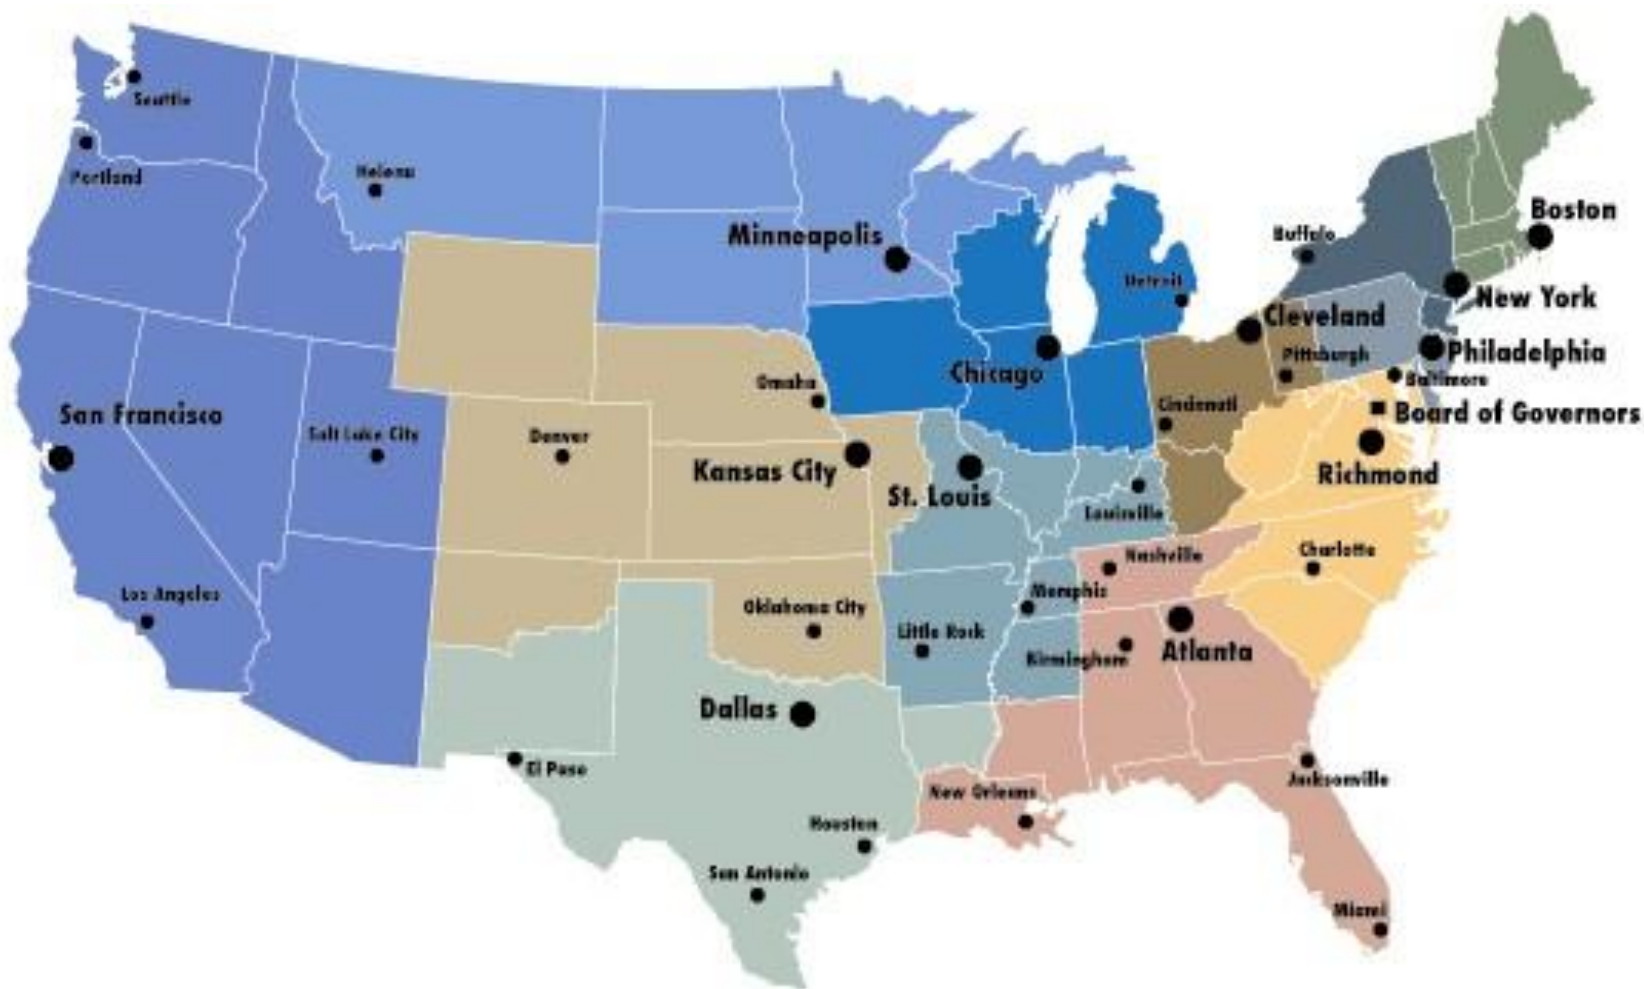 Seattle
Portland
Helena
Minneapolis
Boston
Buffalo
Detroit
New York
Cleveland
Chicago
Pittsburgh
Philadelphia
Omaha
Baltimore
San Francisco
Salt Lake City
Denver
Cincinnati
Board of Governors
Kansas City
St. Louis
Richmond
Louisville
Nashville
Charlotte
Los Angeles
Memphis
Oklahoma City
Little Rock
Birmingham
Atlanta
Dallas
El Paso
New Orleans
Jacksonville
Houston
San Antonio
Miami